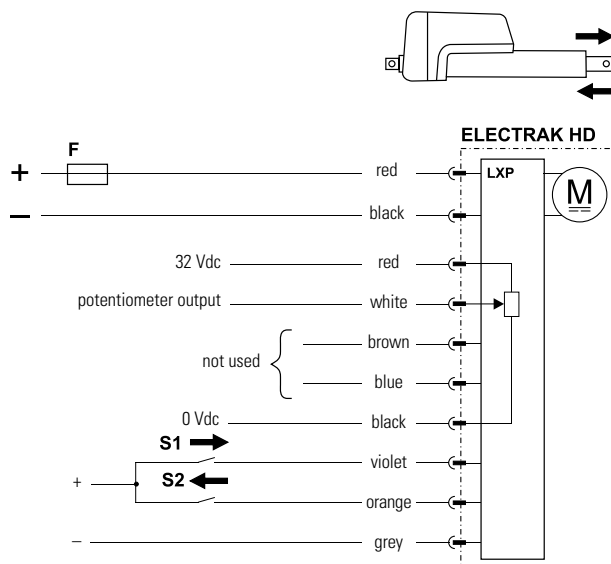 ELECTRAK HD
F
+ red LXP M
− black
32 Vdc red
potentiometer output white
brown
not used
blue
0 Vdc black
S1
violet
+ S2
orange
− grey